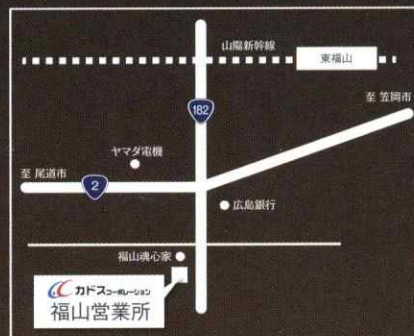 山陽新幹線
東福山
至 笠岡市
182
ヤマダ電機
至 尾道市
2
広島銀行
福山魂心家
カドスコーポレーション
福山営業所